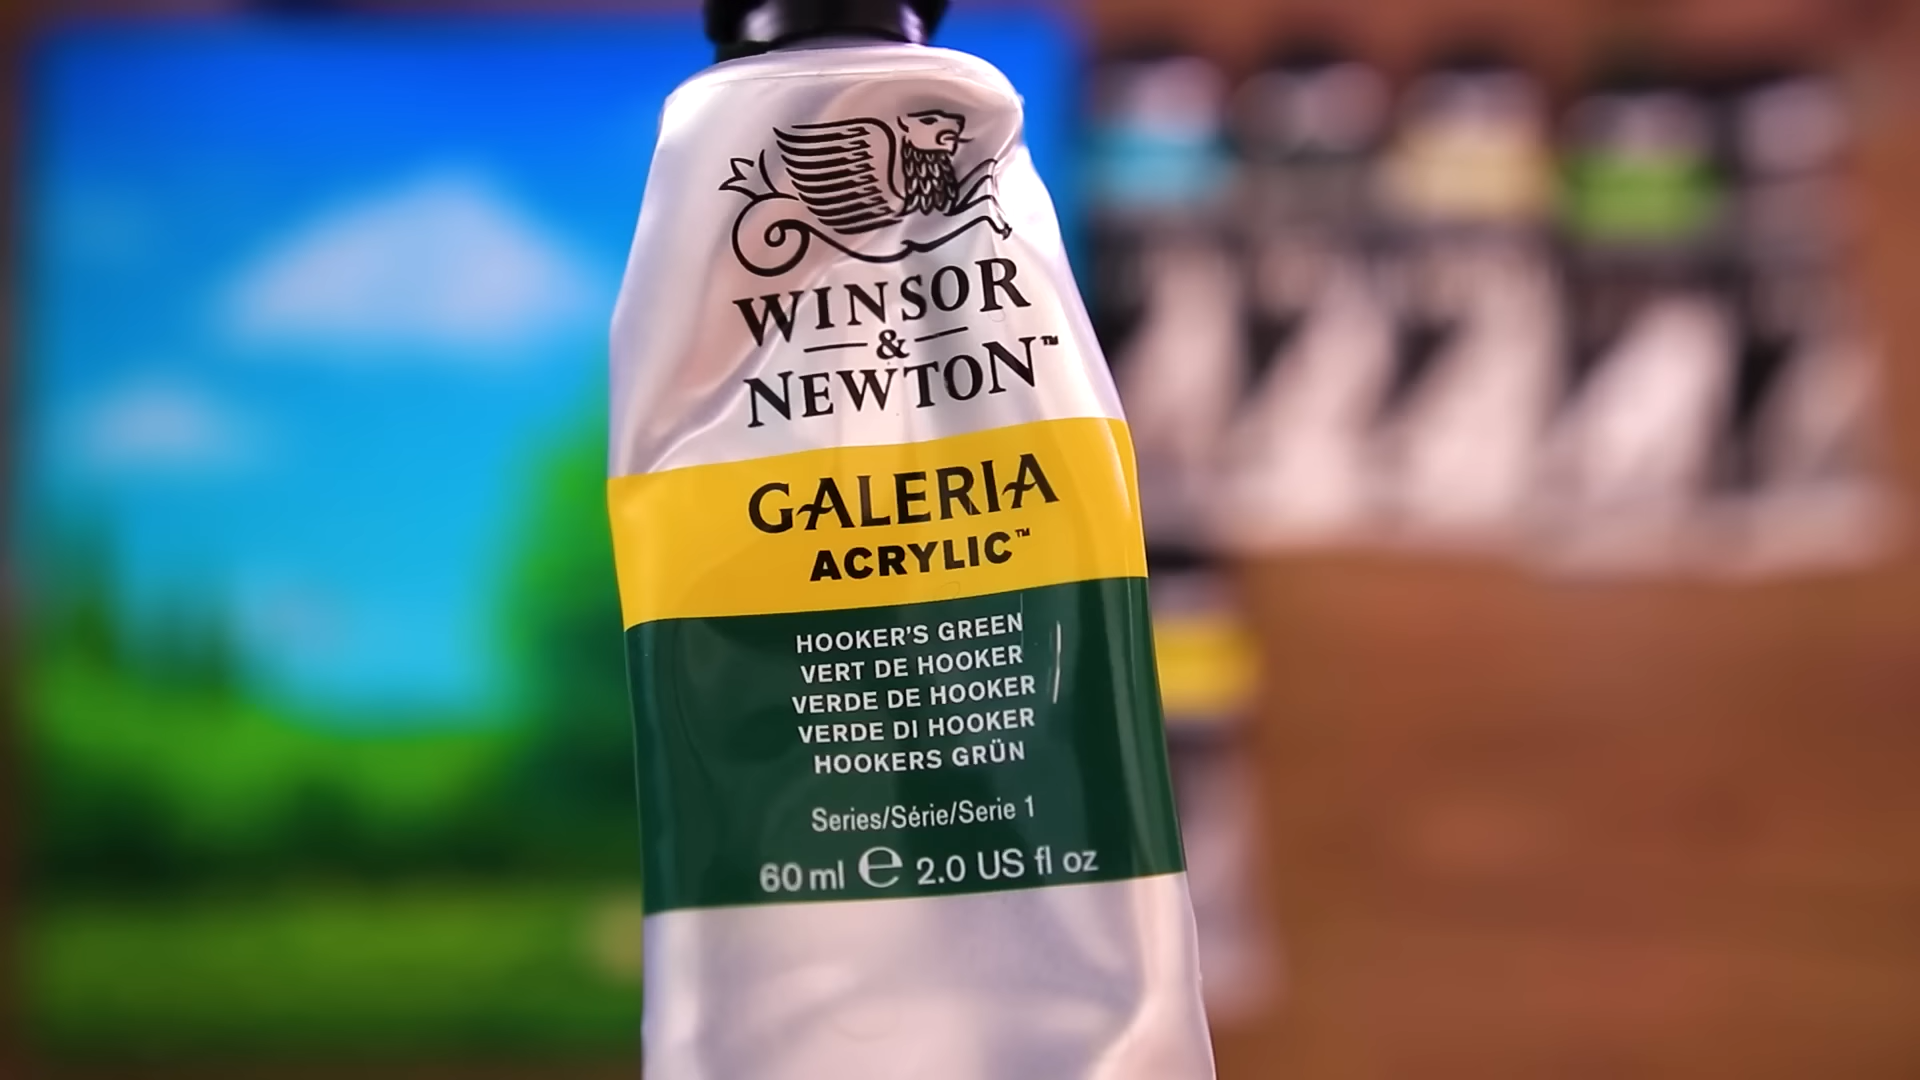 WINSOR
&
NEWTON™
GALERIA
ACRYLIC™
HOOKER'S GREEN
VERT DE HOOKER
VERDE DE HOOKER
VERDE DI HOOKER
HOOKERS GRÜN
Series/Série/Serie 1
60 ml ℮ 2.0 US fl oz